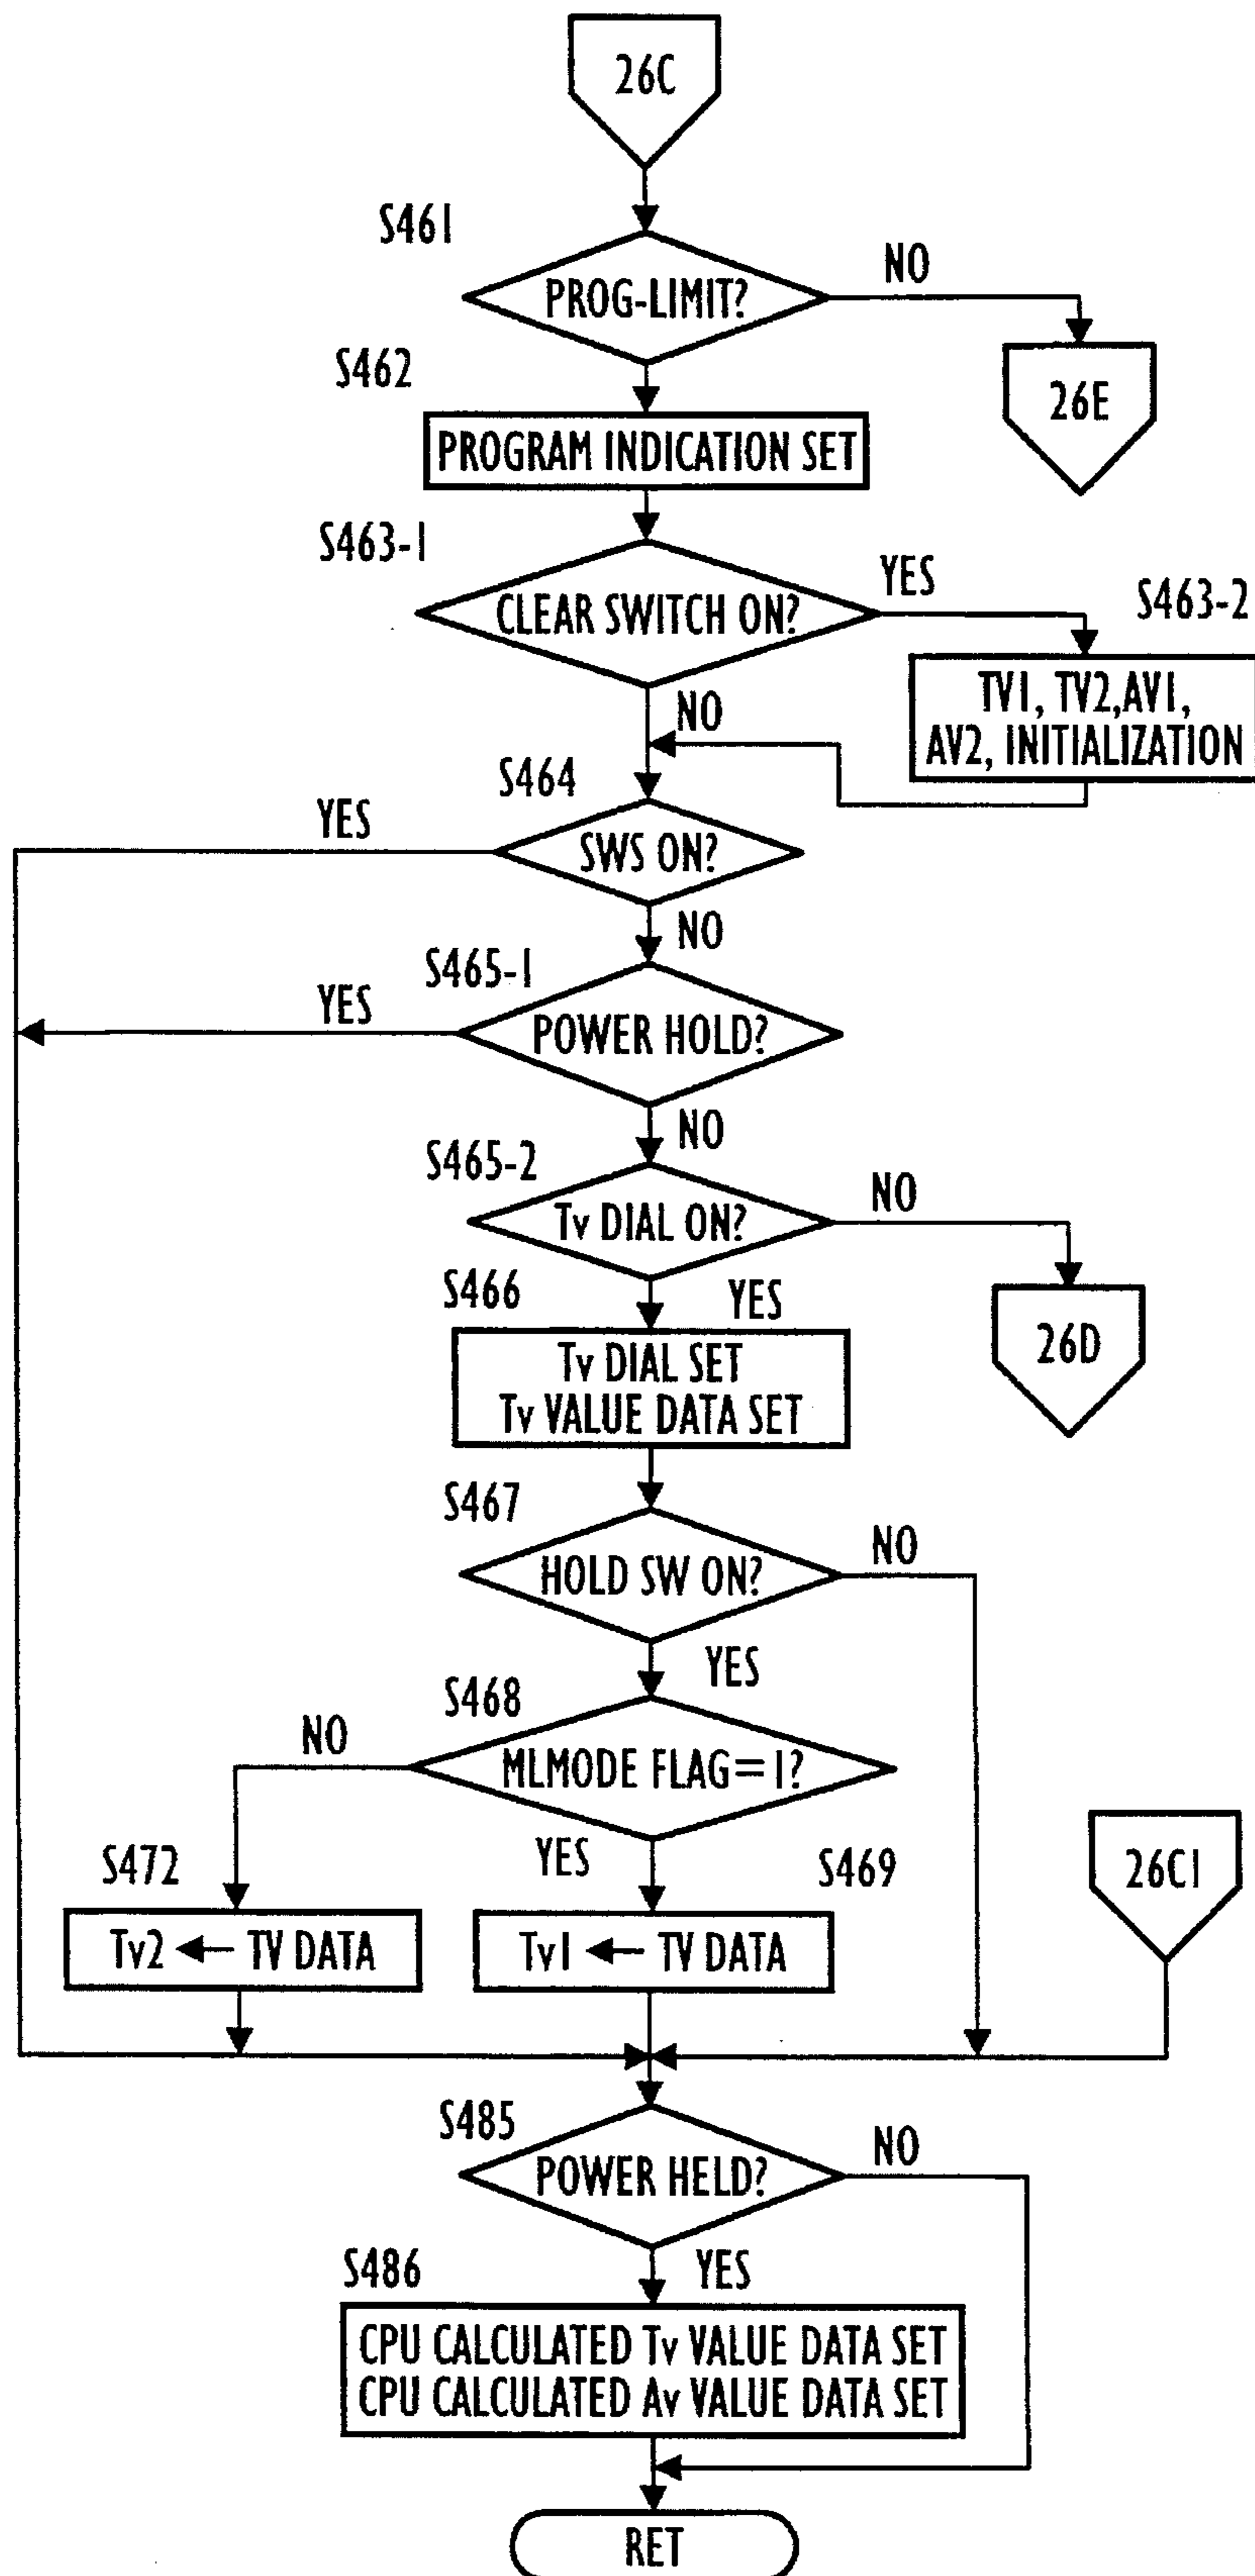 26C
S461
PROG-LIMIT?
NO
26E
S462
PROGRAM INDICATION SET
S463-1
CLEAR SWITCH ON?
YES
S463-2
TV1, TV2,AV1,
AV2, INITIALIZATION
NO
S464
SWS ON?
YES
NO
S465-1
POWER HOLD?
YES
NO
S465-2
Tv DIAL ON?
NO
26D
S466
YES
Tv DIAL SET
Tv VALUE DATA SET
S467
HOLD SW ON?
NO
YES
S468
MLMODE FLAG=1?
NO
YES
S472
Tv2 ← TV DATA
S469
Tv1 ← TV DATA
26C1
S485
POWER HELD?
NO
YES
S486
CPU CALCULATED Tv VALUE DATA SET
CPU CALCULATED Av VALUE DATA SET
RET